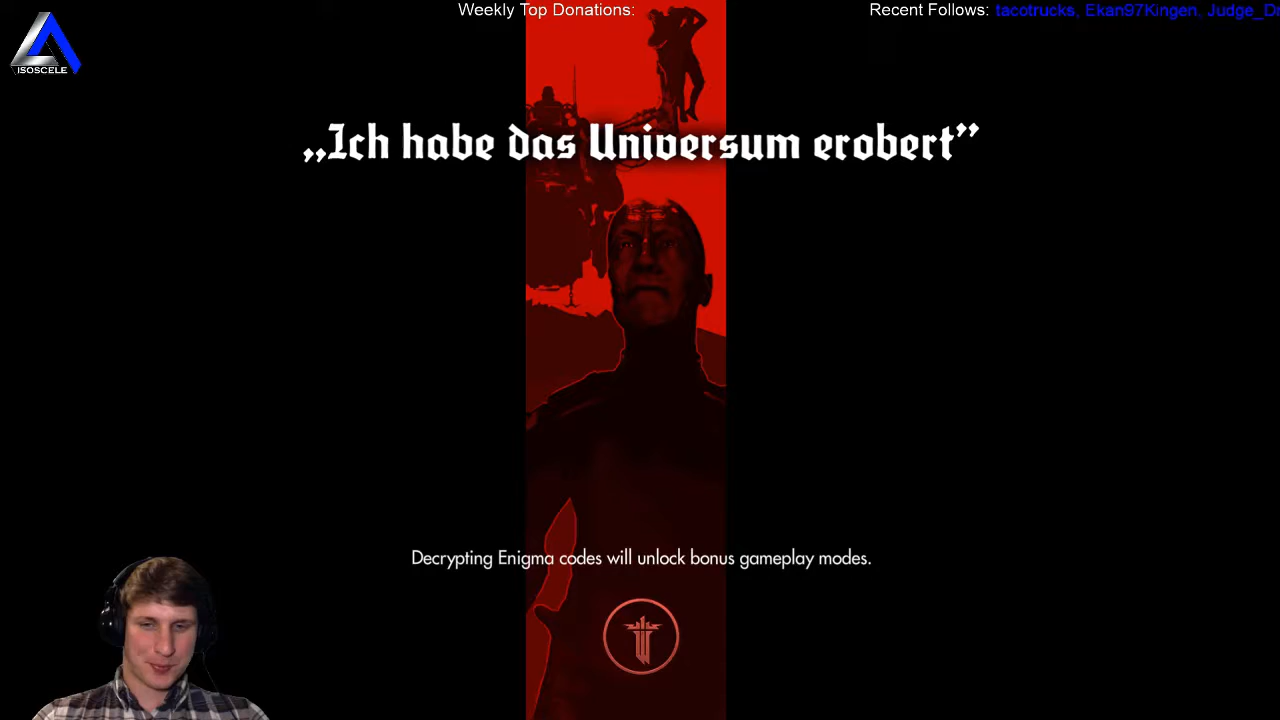 Weekly Top Donations:
Recent Follows: tacotrucks, Ekan97Kingen, Judge_Dr
ISOSCELE
„Ich habe das Universum erobert”
Decrypting Enigma codes will unlock bonus gameplay modes.